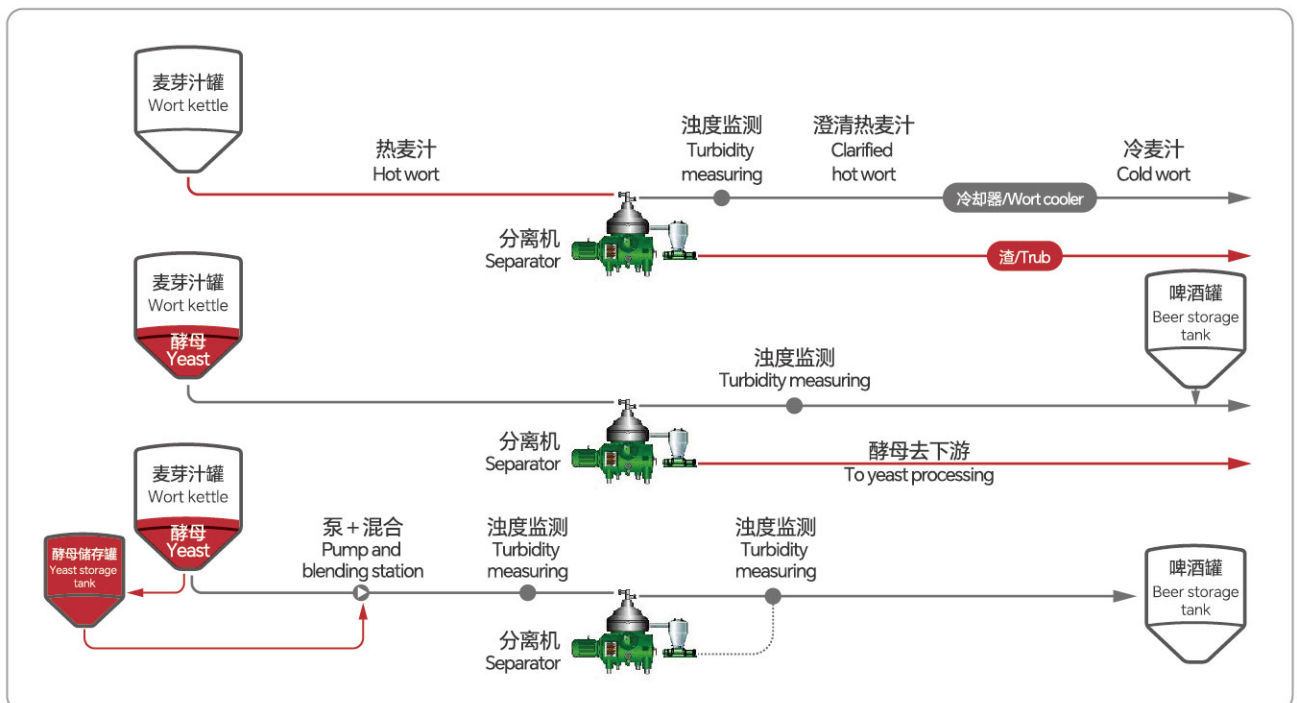 麦芽汁罐
Wort kettle
热麦汁
Hot wort
浊度监测
Turbidity
measuring
澄清热麦汁
Clarified
hot wort
冷麦汁
Cold wort
冷却器/Wort cooler
分离机
Separator
渣/Trub
麦芽汁罐
Wort kettle
酵母
Yeast
啤酒罐
Beer storage
tank
浊度监测
Turbidity measuring
分离机
Separator
酵母去下游
To yeast processing
麦芽汁罐
Wort kettle
酵母
Yeast
酵母储存罐
Yeast storage
tank
泵+混合
Pump and
blending station
浊度监测
Turbidity
measuring
浊度监测
Turbidity
measuring
啤酒罐
Beer storage
tank
分离机
Separator